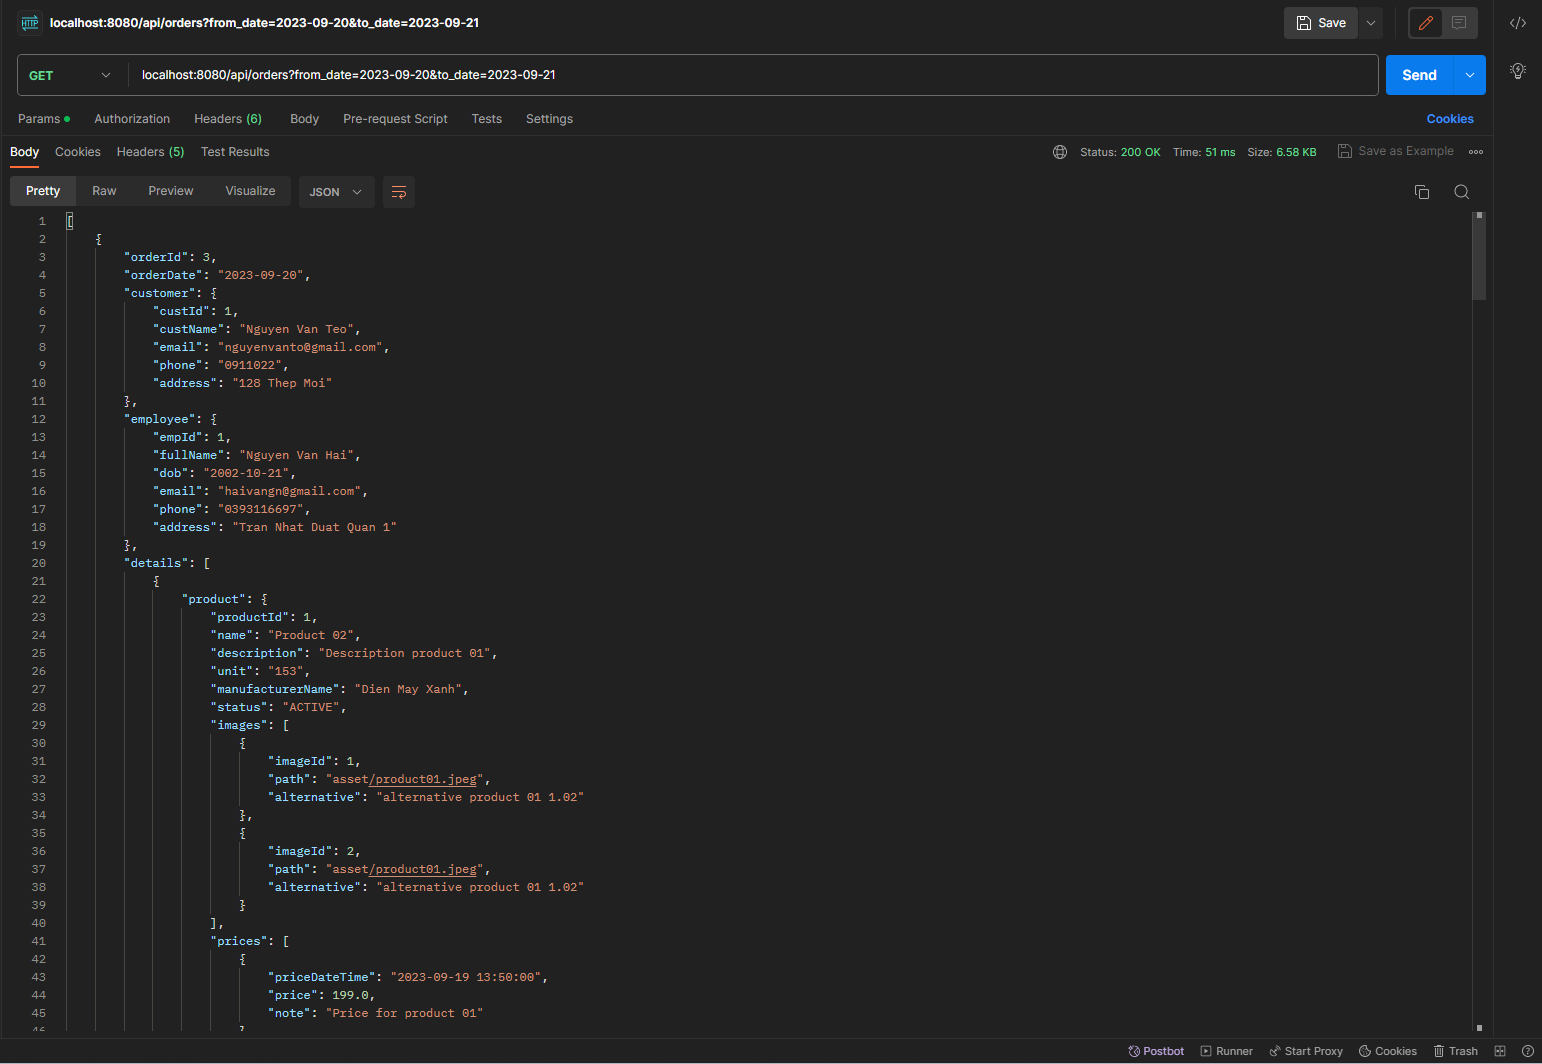 HTTP localhost:8080/api/orders?from_date=2023-09-20&to_date=2023-09-21 Save
GET localhost:8080/api/orders?from_date=2023-09-20&to_date=2023-09-21 Send
Params Authorization Headers (6) Body Pre-request Script Tests Settings Cookies
Body Cookies Headers (5) Test Results Status: 200 OK Time: 51 ms Size: 6.58 KB Save as Example
Pretty Raw Preview Visualize JSON
1 [
2 {
3 "orderId": 3,
4 "orderDate": "2023-09-20",
5 "customer": {
6 "custId": 1,
7 "custName": "Nguyen Van Teo",
8 "email": "nguyenvanto@gmail.com",
9 "phone": "0911022",
10 "address": "128 Thep Moi"
11 },
12 "employee": {
13 "empId": 1,
14 "fullName": "Nguyen Van Hai",
15 "dob": "2002-10-21",
16 "email": "haivangn@gmail.com",
17 "phone": "0393116697",
18 "address": "Tran Nhat Duat Quan 1"
19 },
20 "details": [
21 {
22 "product": {
23 "productId": 1,
24 "name": "Product 02",
25 "description": "Description product 01",
26 "unit": "153",
27 "manufacturerName": "Dien May Xanh",
28 "status": "ACTIVE",
29 "images": [
30 {
31 "imageId": 1,
32 "path": "asset/product01.jpeg",
33 "alternative": "alternative product 01 1.02"
34 },
35 {
36 "imageId": 2,
37 "path": "asset/product01.jpeg",
38 "alternative": "alternative product 01 1.02"
39 }
40 ],
41 "prices": [
42 {
43 "priceDateTime": "2023-09-19 13:50:00",
44 "price": 199.0,
45 "note": "Price for product 01"
46 }
Postbot Runner Start Proxy Cookies Trash